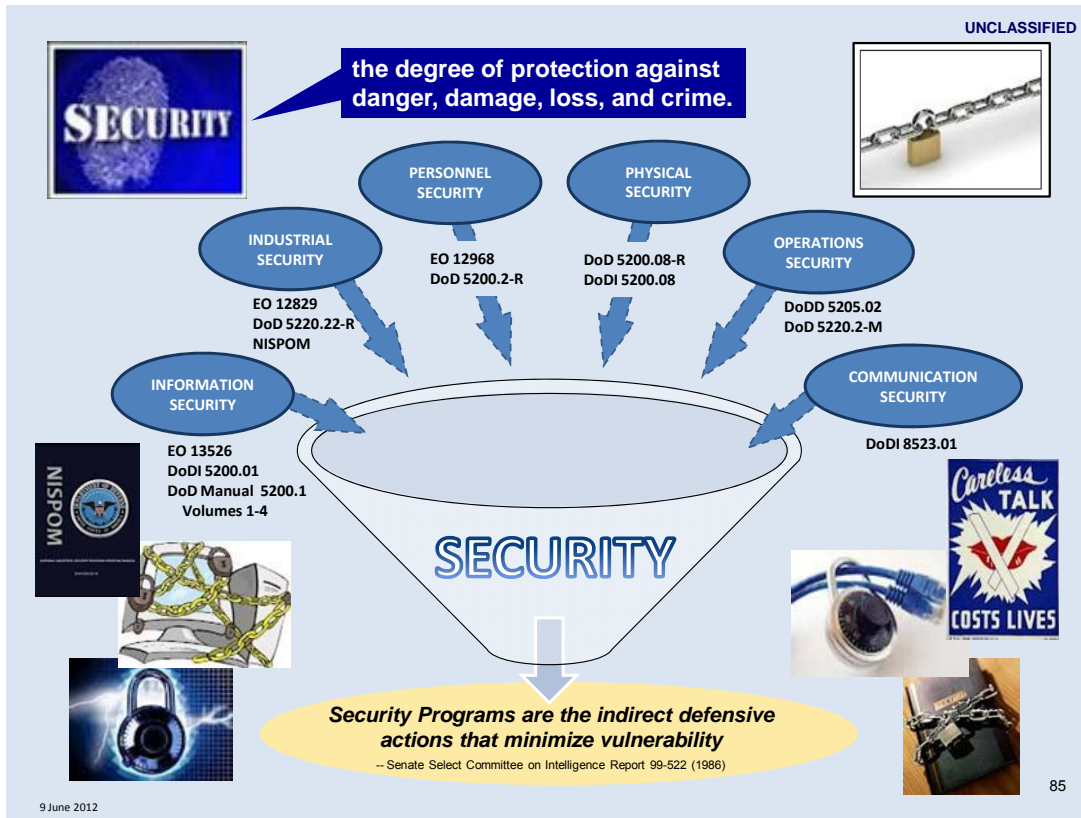 UNCLASSIFIED
SECURITY
the degree of protection against
danger, damage, loss, and crime.
PERSONNEL
SECURITY
PHYSICAL
SECURITY
INDUSTRIAL
SECURITY
OPERATIONS
SECURITY
EO 12968
DoD 5200.2-R
DoD 5200.08-R
DoDI 5200.08
EO 12829
DoD 5220.22-R
NISPOM
DoDD 5205.02
DoD 5220.2-M
INFORMATION
SECURITY
COMMUNICATION
SECURITY
EO 13526
DoDI 5200.01
DoD Manual 5200.1
Volumes 1-4
DoDI 8523.01
NISPOM
Careless
TALK
COSTS LIVES
SECURITY
Security Programs are the indirect defensive
actions that minimize vulnerability
-- Senate Select Committee on Intelligence Report 99-522 (1986)
85
9 June 2012